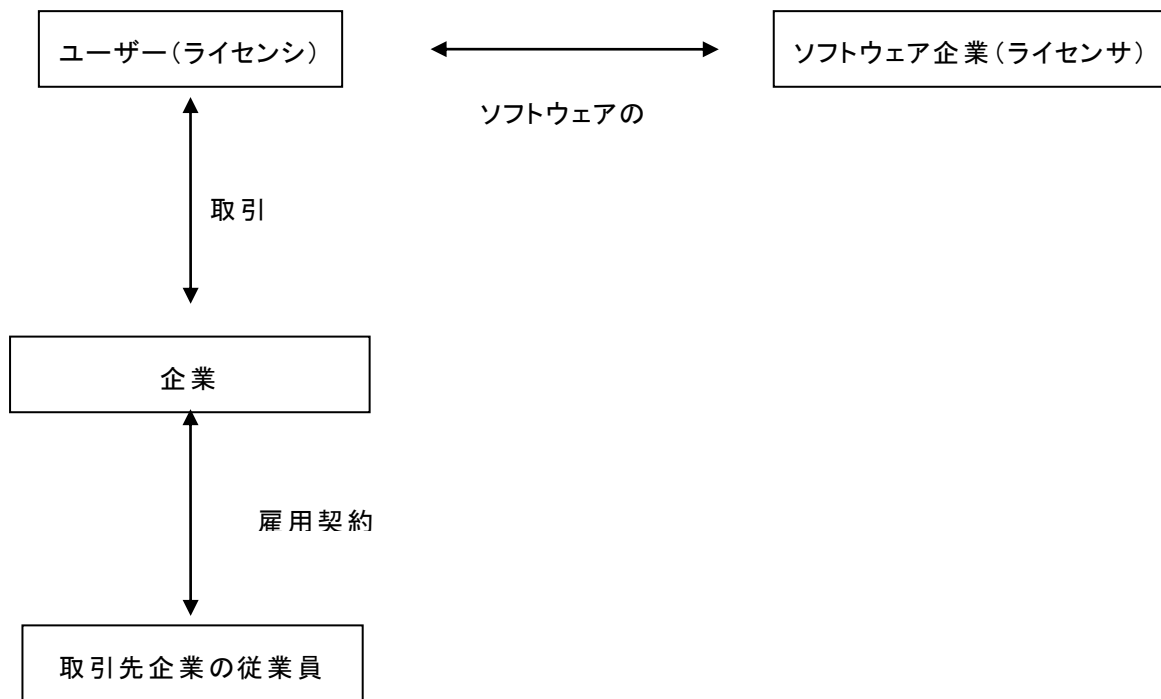 ユーザー(ライセンシ)
ソフトウェア企業(ライセンサ)
ソフトウェアの
取引
企業
雇用契約
取引先企業の従業員